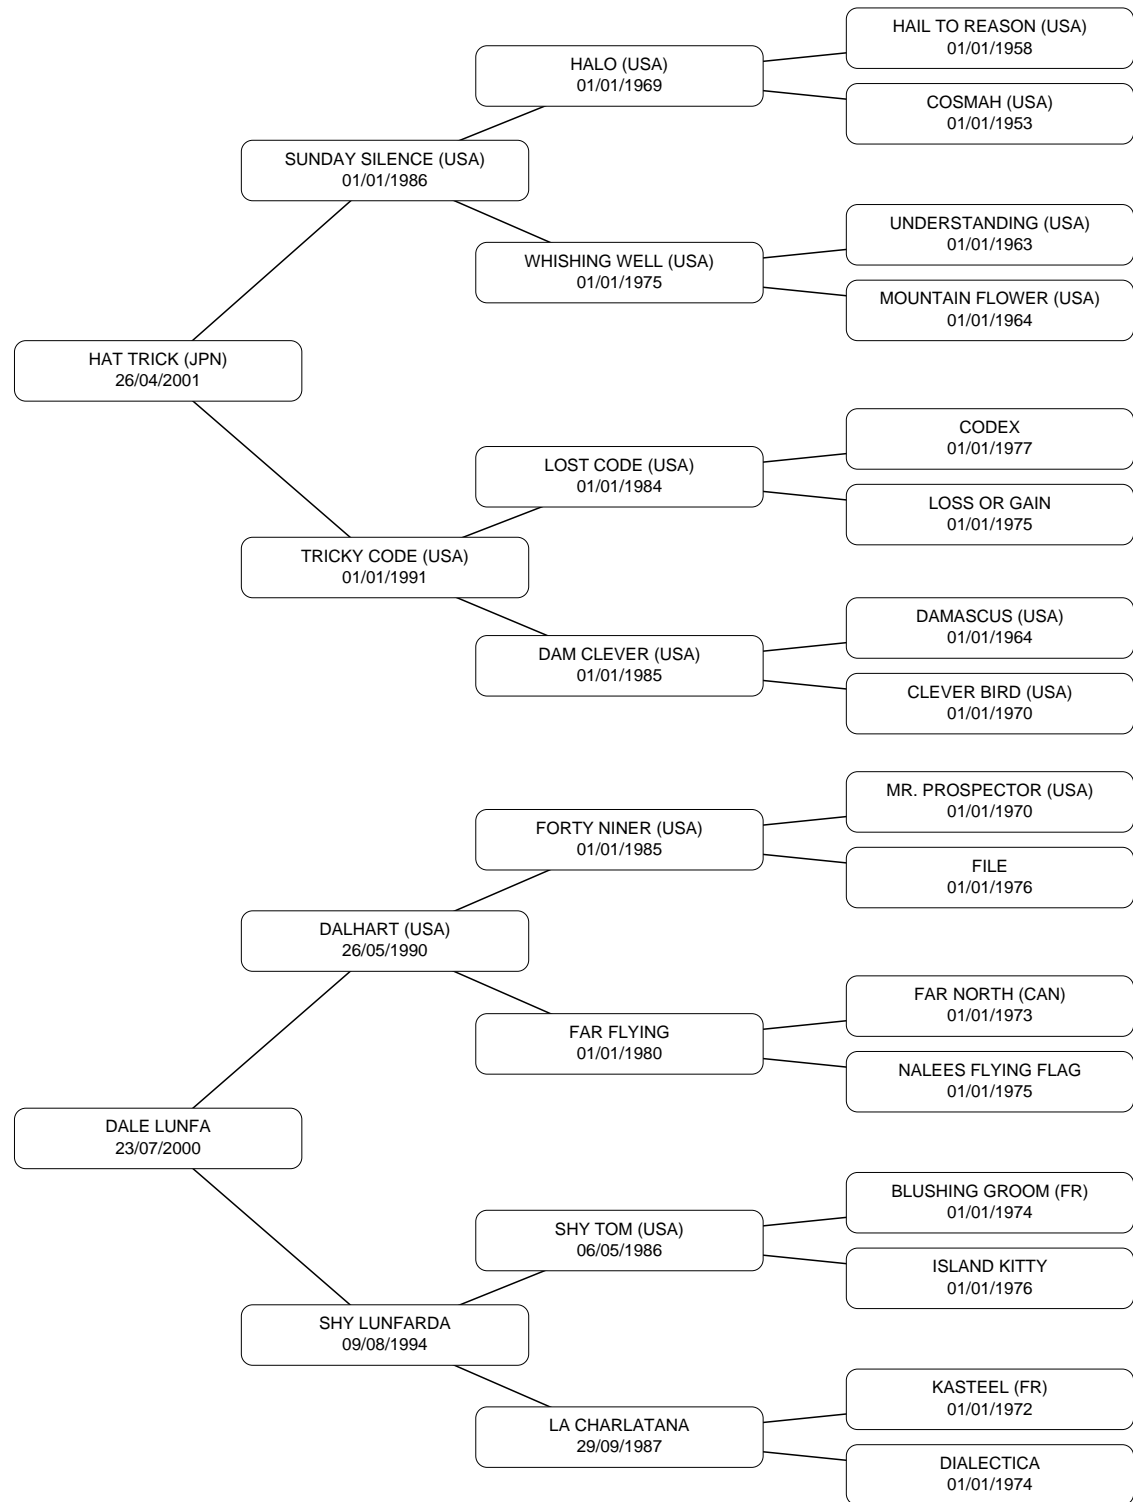 HAIL TO REASON (USA)
01/01/1958
HALO (USA)
01/01/1969
COSMAH (USA)
01/01/1953
SUNDAY SILENCE (USA)
01/01/1986
UNDERSTANDING (USA)
01/01/1963
WHISHING WELL (USA)
01/01/1975
MOUNTAIN FLOWER (USA)
01/01/1964
HAT TRICK (JPN)
26/04/2001
CODEX
01/01/1977
LOST CODE (USA)
01/01/1984
LOSS OR GAIN
01/01/1975
TRICKY CODE (USA)
01/01/1991
DAMASCUS (USA)
01/01/1964
DAM CLEVER (USA)
01/01/1985
CLEVER BIRD (USA)
01/01/1970
MR. PROSPECTOR (USA)
01/01/1970
FORTY NINER (USA)
01/01/1985
FILE
01/01/1976
DALHART (USA)
26/05/1990
FAR NORTH (CAN)
01/01/1973
FAR FLYING
01/01/1980
NALEES FLYING FLAG
01/01/1975
DALE LUNFA
23/07/2000
BLUSHING GROOM (FR)
01/01/1974
SHY TOM (USA)
06/05/1986
ISLAND KITTY
01/01/1976
SHY LUNFARDA
09/08/1994
KASTEEL (FR)
01/01/1972
LA CHARLATANA
29/09/1987
DIALECTICA
01/01/1974